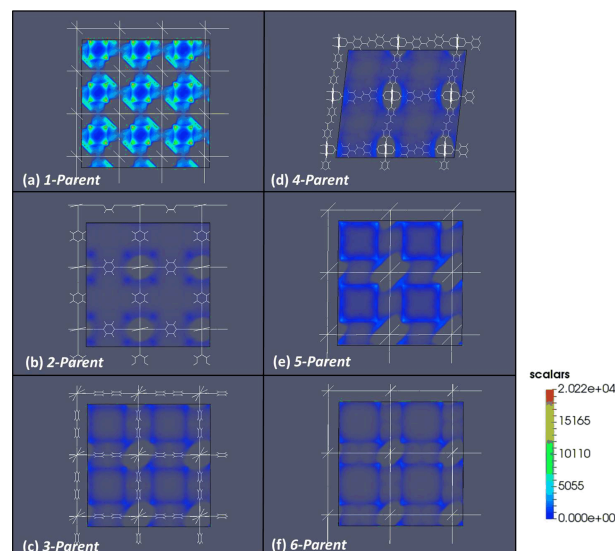 (a) 1-Parent
(d) 4-Parent
(b) 2-Parent
(e) 5-Parent
(c) 3-Parent
(f) 6-Parent
scalars
2.022e+04
15165
10110
5055
0.000e+00